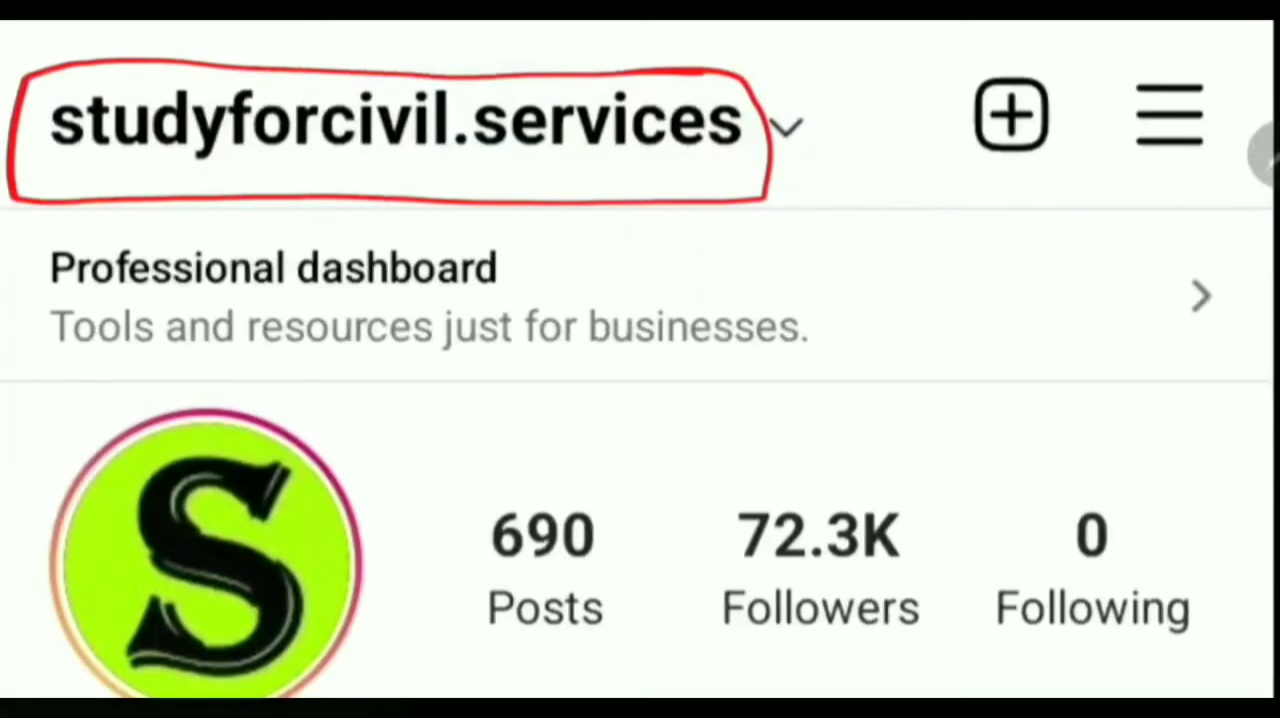 studyforcivil.services
Professional dashboard
Tools and resources just for businesses.
S
690 72.3K 0
Posts Followers Following